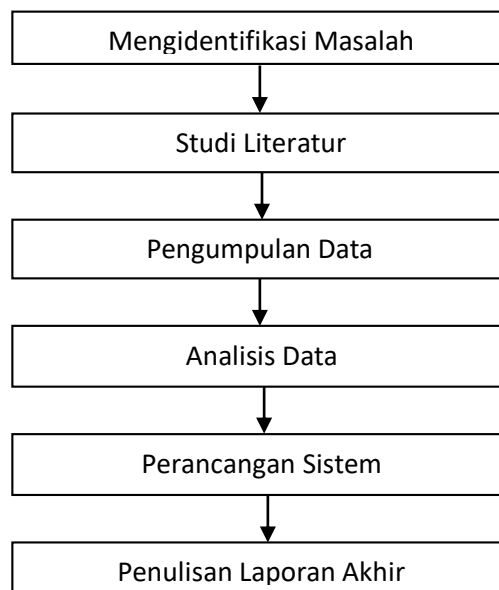 Mengidentifikasi Masalah
Studi Literatur
Pengumpulan Data
Analisis Data
Perancangan Sistem
Penulisan Laporan Akhir